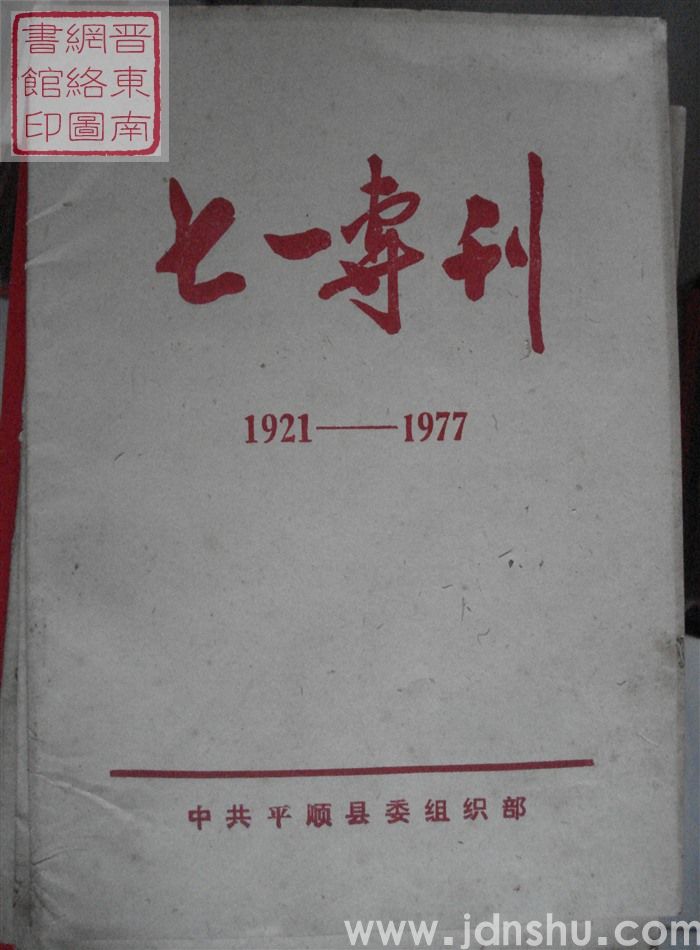 晋東南
網絡圖
書館印
七一專刊
1921——1977
中共平顺县委组织部
www.jdnshu.com